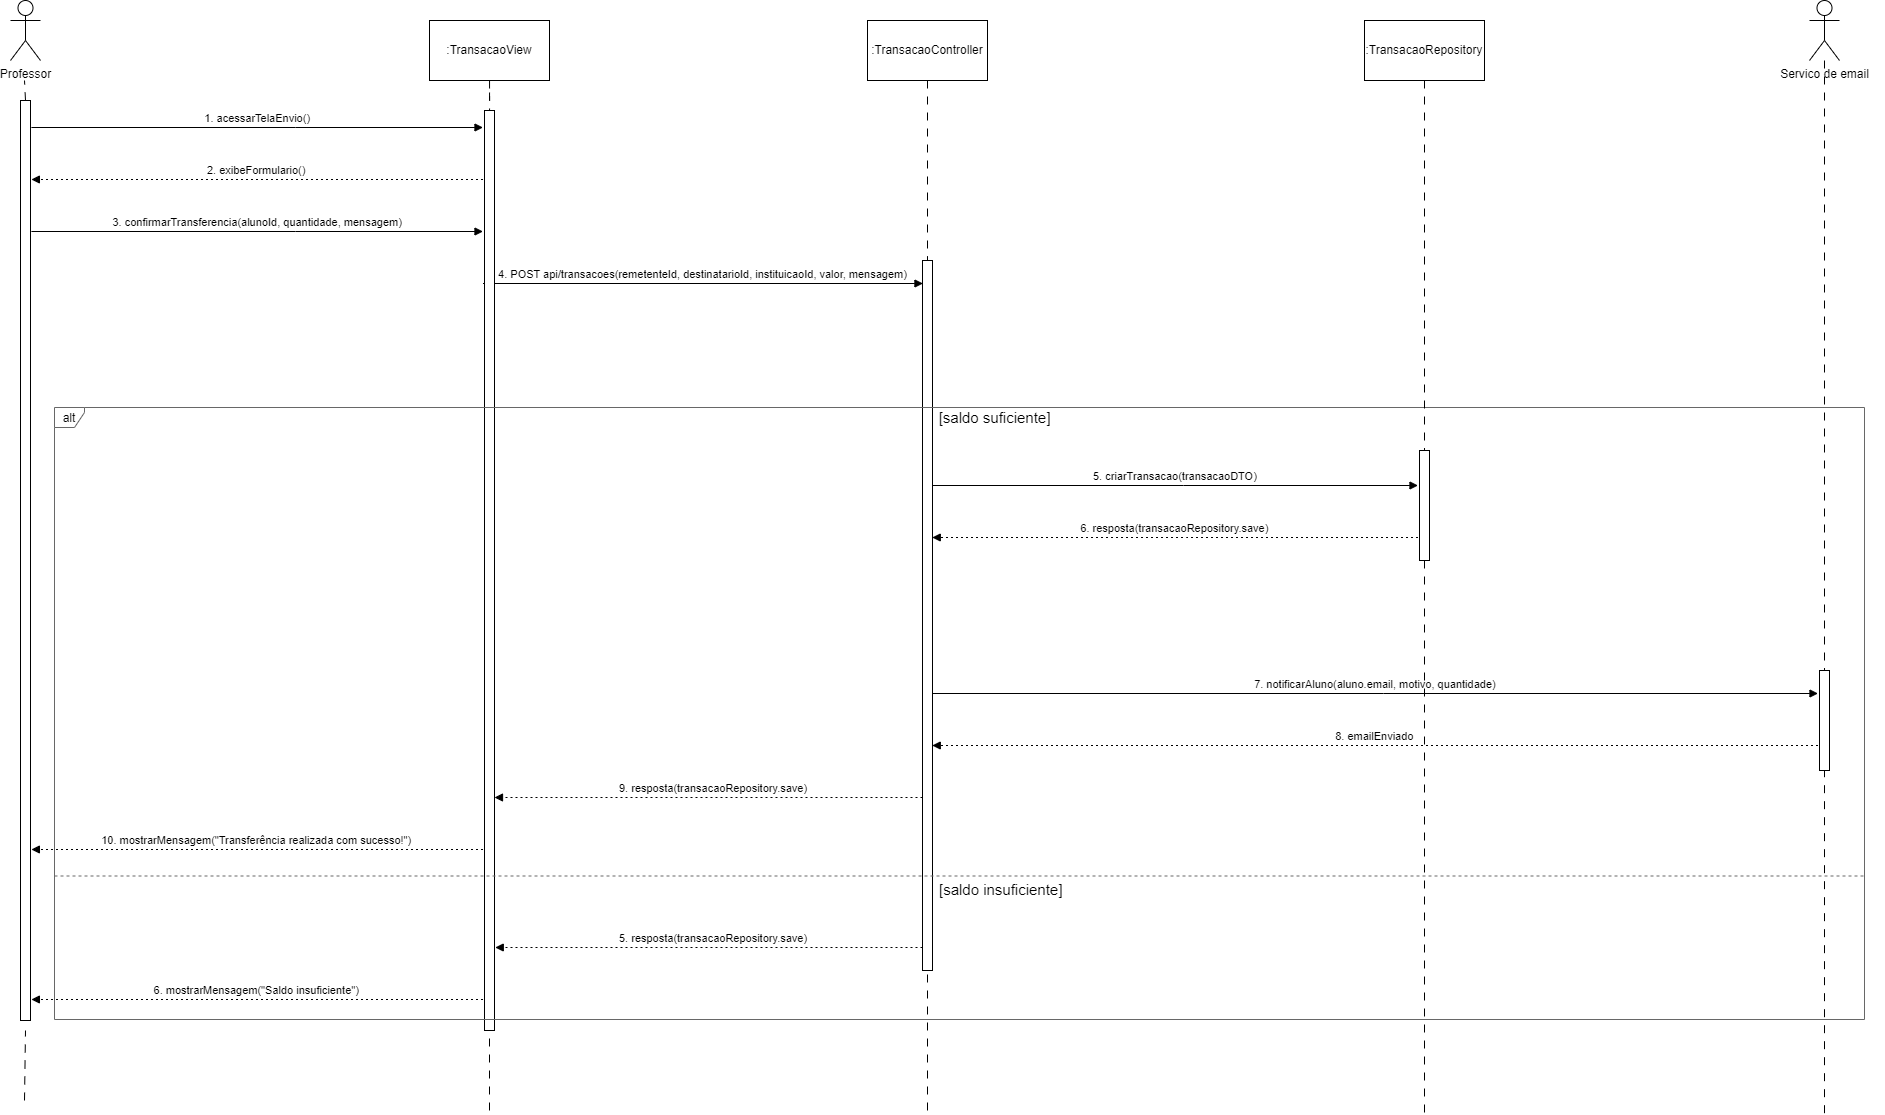 Professor
:TransacaoView
:TransacaoController
:TransacaoRepository
Servico de email
1. acessarTelaEnvio()
2. exibeFormulario()
3. confirmarTransferencia(alunoId, quantidade, mensagem)
4. POST api/transacoes(remetenteId, destinatarioId, instituicaoId, valor, mensagem)
alt
[saldo suficiente]
5. criarTransacao(transacaoDTO)
6. resposta(transacaoRepository.save)
7. notificarAluno(aluno.email, motivo, quantidade)
8. emailEnviado
9. resposta(transacaoRepository.save)
10. mostrarMensagem("Transferência realizada com sucesso!")
[saldo insuficiente]
5. resposta(transacaoRepository.save)
6. mostrarMensagem("Saldo insuficiente")